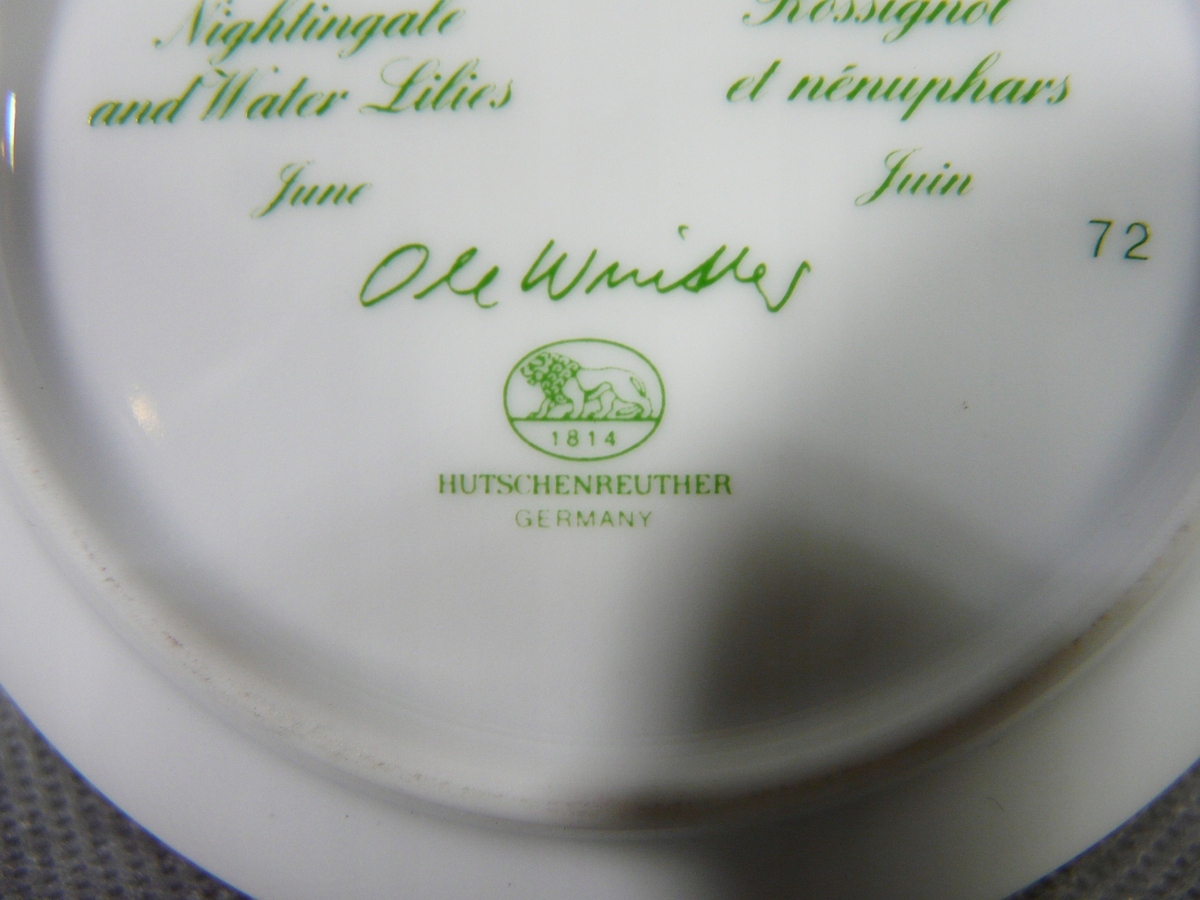 Nightingale
and Water Lilies
June
Rossignol
et nénuphars
Juin
72
Ole Winther
1814
HUTSCHENREUTHER
GERMANY